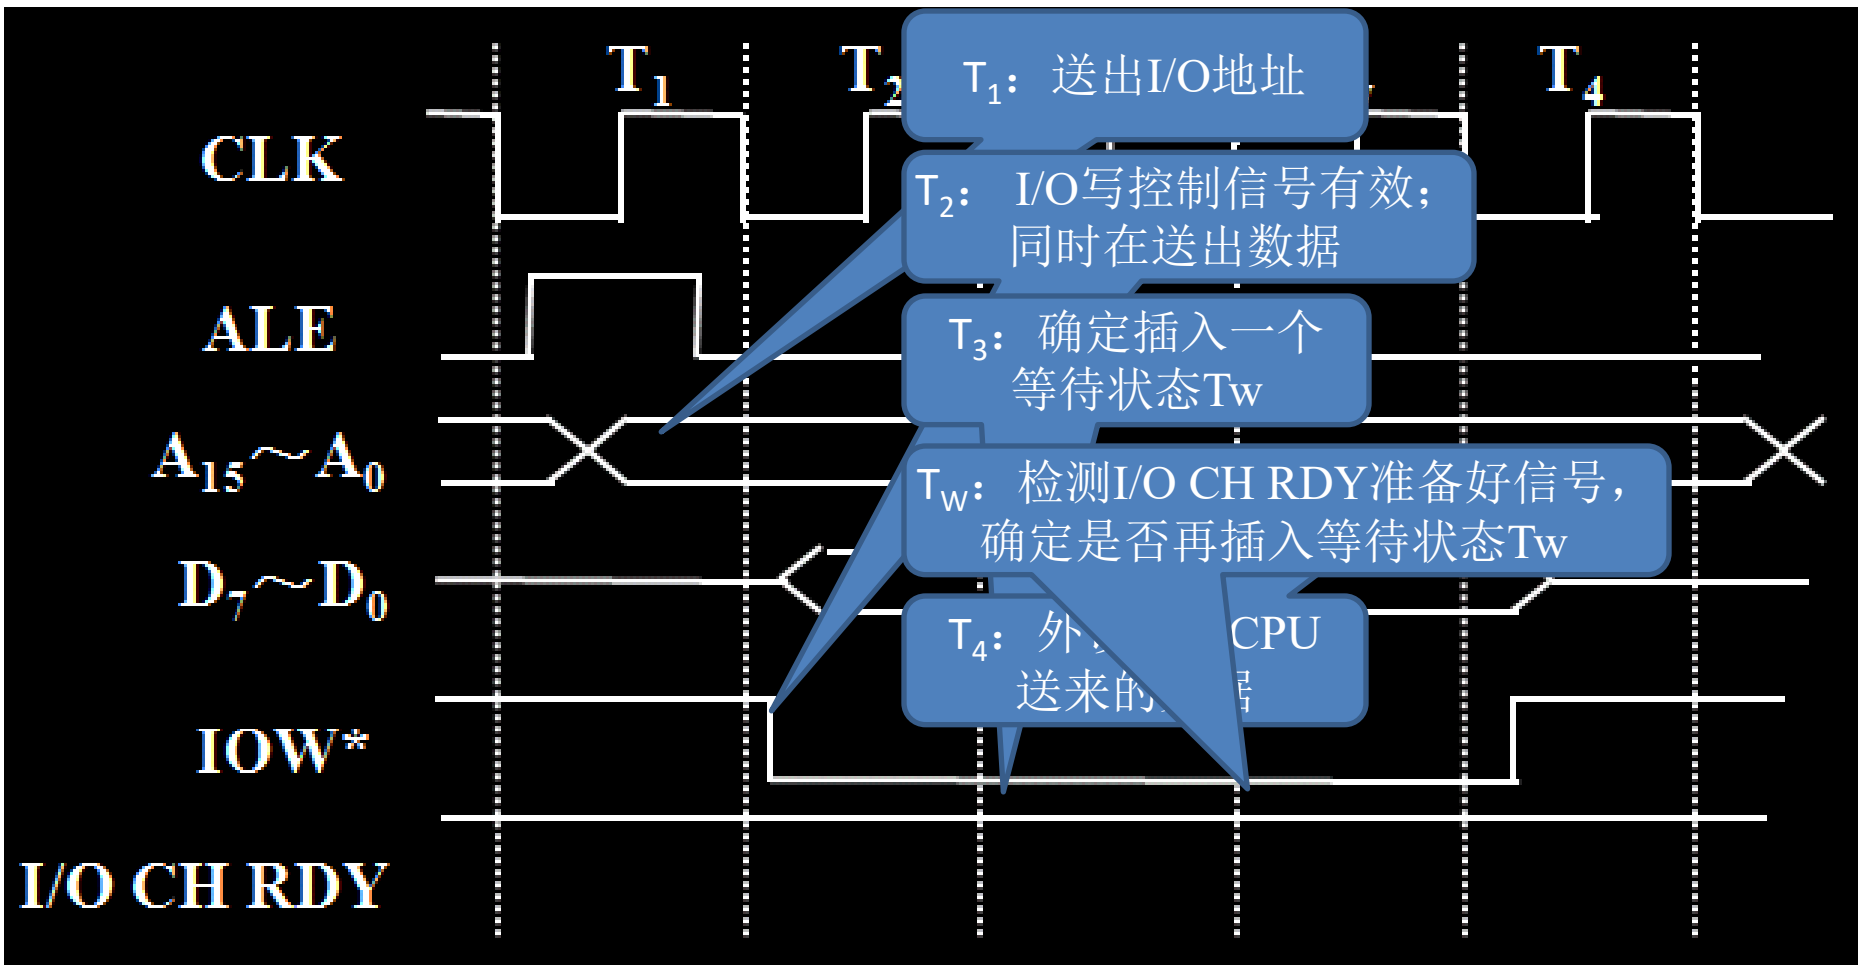 T1 T2 T4
CLK
ALE
A15～A0
D7～D0
IOW*
I/O CH RDY
T1：送出I/O地址
T2： I/O写控制信号有效；
同时在送出数据
T3：确定插入一个
等待状态Tw
TW：检测I/O CH RDY准备好信号，
确定是否再插入等待状态Tw
T4：外 CPU
送来的